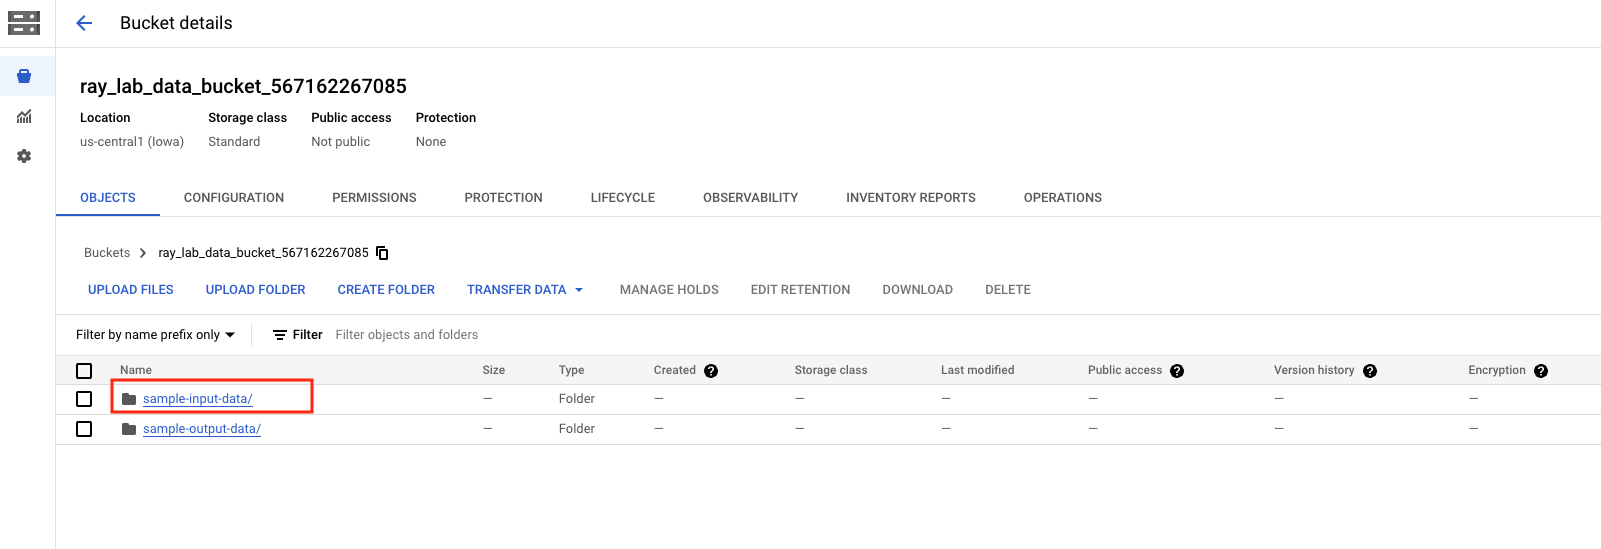 Bucket details
ray_lab_data_bucket_567162267085
Location Storage class Public access Protection
us-central1 (Iowa) Standard Not public None
OBJECTS CONFIGURATION PERMISSIONS PROTECTION LIFECYCLE OBSERVABILITY INVENTORY REPORTS OPERATIONS
Buckets > ray_lab_data_bucket_567162267085
UPLOAD FILES UPLOAD FOLDER CREATE FOLDER TRANSFER DATA MANAGE HOLDS EDIT RETENTION DOWNLOAD DELETE
Filter by name prefix only Filter Filter objects and folders
Name Size Type Created ? Storage class Last modified Public access ? Version history ? Encryption ?
sample-input-data/ — Folder — — — — — —
sample-output-data/ — Folder — — — — — —